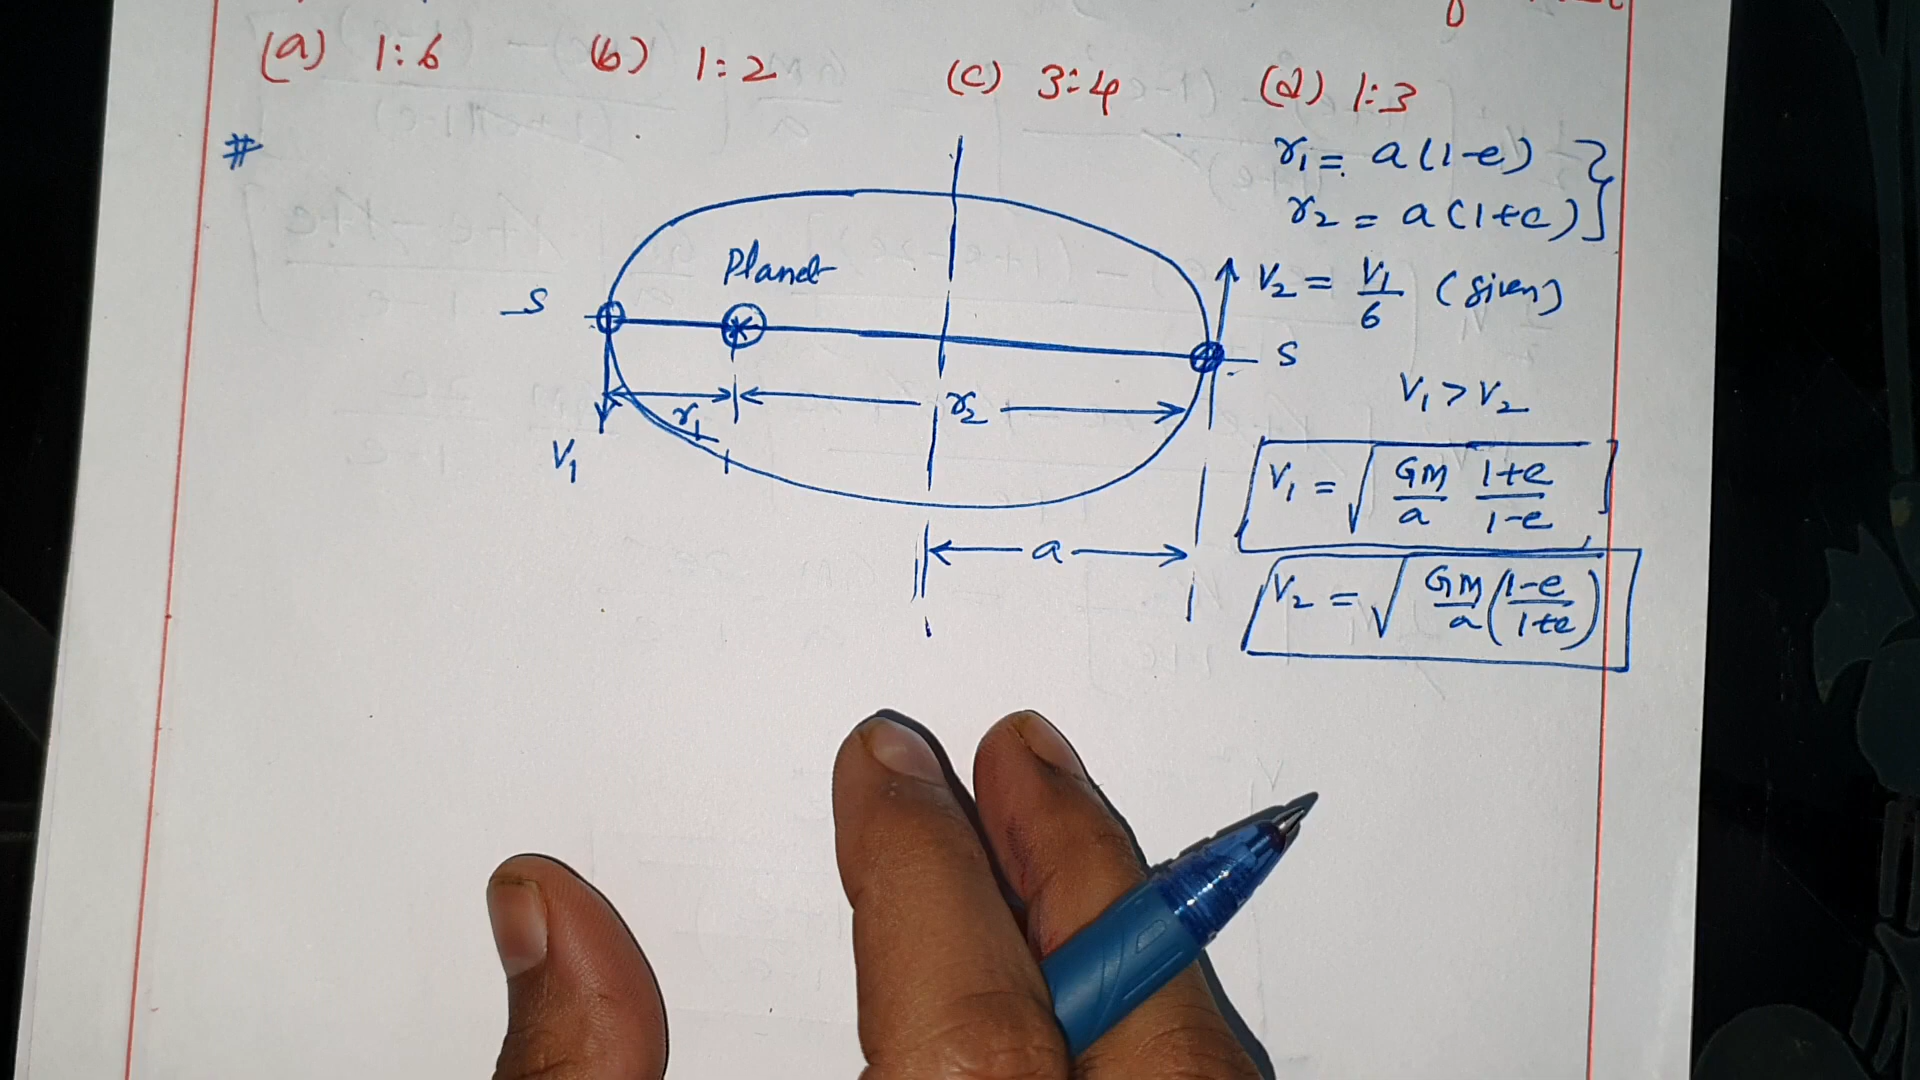 (a) 1:6 (b) 1:2 (c) 3:4 (d) 1:3
#
r₁ = a(1-e) }
r₂ = a(1+e) }
Planet
V₂ = V₁/6 (given)
S
S
V₁ > V₂
r₁
r₂
V₁
V₁ = √(GM/a 1+e/1-e)
a
V₂ = √(GM/a (1-e/1+e))